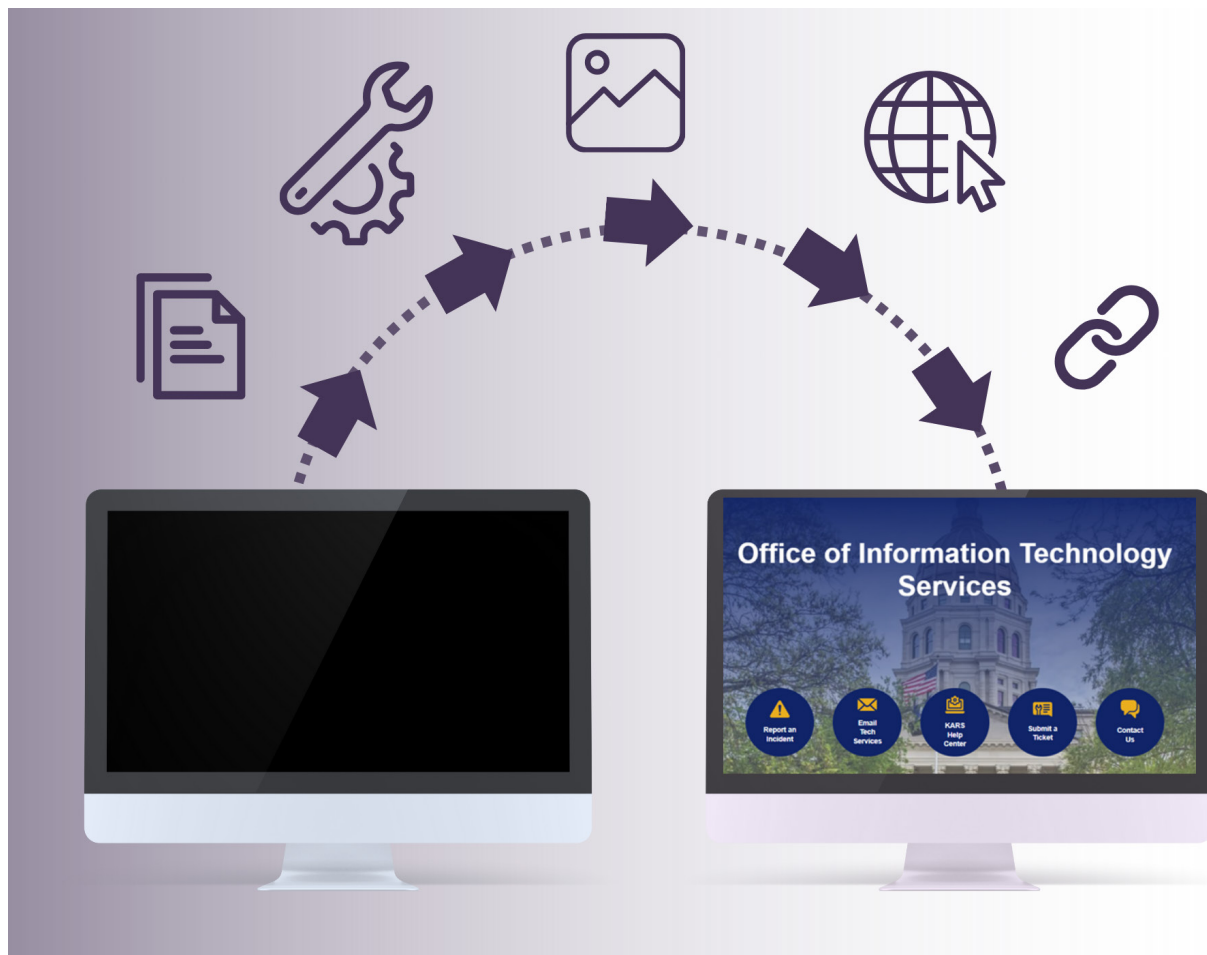 Office of Information Technology
Services
Report an
Incident
Email
Tech
Services
KARS
Help
Center
Submit a
Ticket
Contact
Us